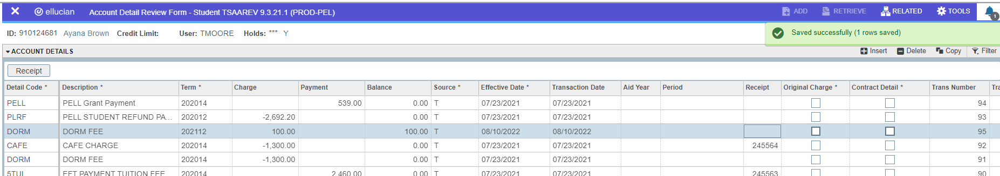 ✕ ellucian Account Detail Review Form - Student TSAAREV 9.3.21.1 (PROD-PEL) ADD RETRIEVE RELATED TOOLS 1
Saved successfully (1 rows saved)
ID: 910124681 Ayana Brown Credit Limit: User: TMOORE Holds: *** Y
ACCOUNT DETAILS Insert Delete Copy Filter
Receipt
Detail Code * Description * Term * Charge Payment Balance Source * Effective Date * Transaction Date Aid Year Period Receipt Original Charge * Contract Detail * Trans Number Tra
PELL PELL Grant Payment 202014 539.00 0.00 T 07/23/2021 07/23/2021 94
PLRF PELL STUDENT REFUND PA... 202012 -2,692.20 0.00 T 07/23/2021 07/23/2021 93
DORM DORM FEE 202112 100.00 100.00 T 08/10/2022 08/10/2022 95
CAFE CAFE CHARGE 202014 -1,300.00 0.00 T 07/23/2021 07/23/2021 245564 92
DORM DORM FEE 202014 -1,300.00 0.00 T 07/23/2021 07/23/2021 91
5TUI EFT PAYMENT TUITION FEE 202014 2,460.00 0.00 T 07/23/2021 07/23/2021 245563 90